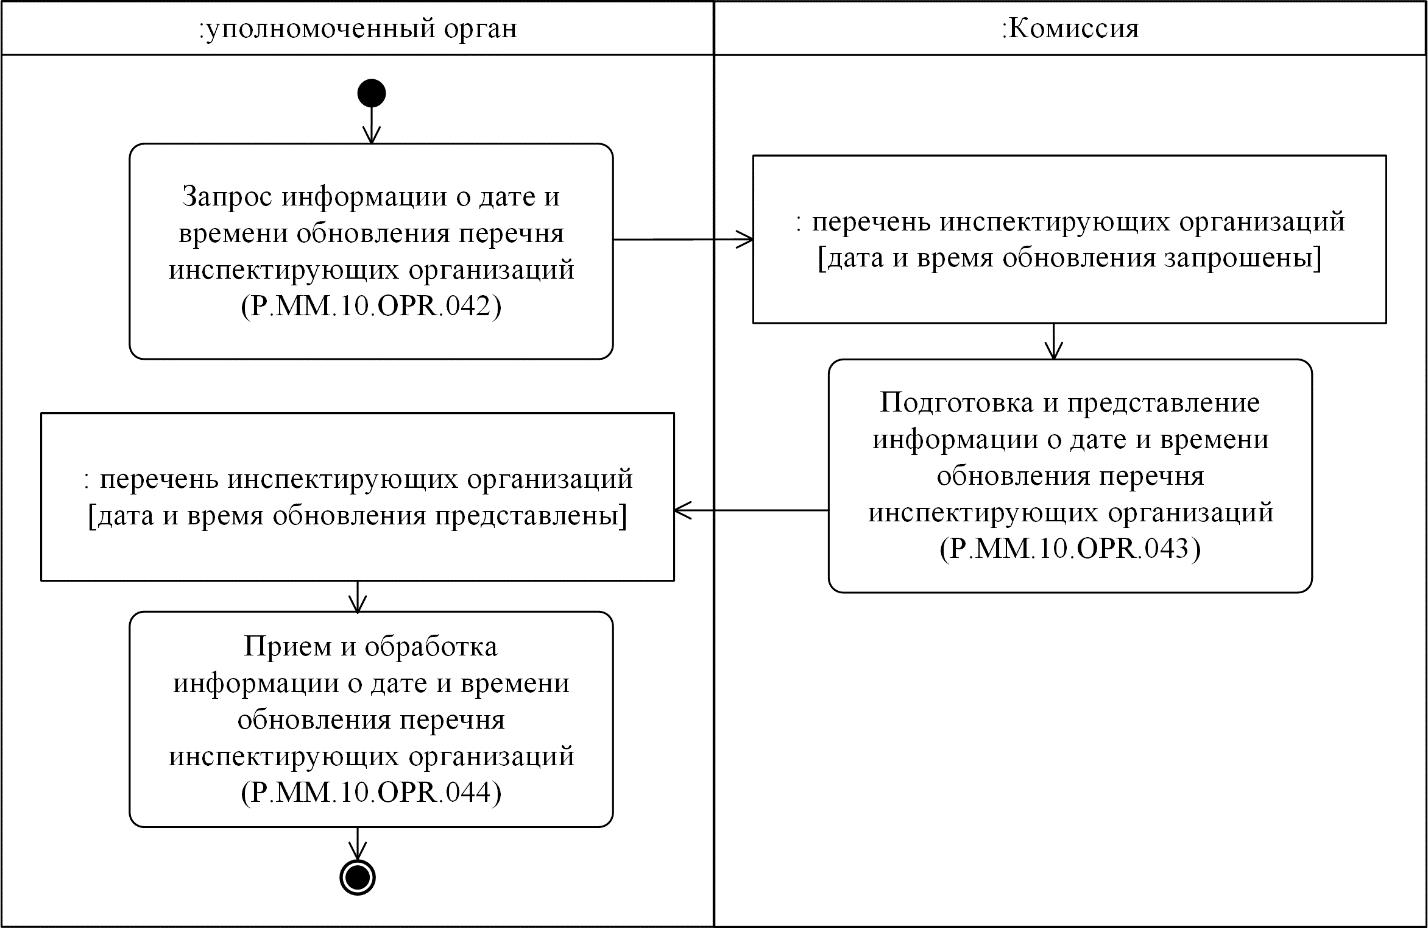 :уполномоченный орган
:Комиссия
Запрос информации о дате и
времени обновления перечня
инспектирующих организаций
(P.MM.10.OPR.042)
: перечень инспектирующих организаций
[дата и время обновления запрошены]
Подготовка и представление
информации о дате и времени
обновления перечня
инспектирующих организаций
(P.MM.10.OPR.043)
: перечень инспектирующих организаций
[дата и время обновления представлены]
Прием и обработка
информации о дате и времени
обновления перечня
инспектирующих организаций
(P.MM.10.OPR.044)